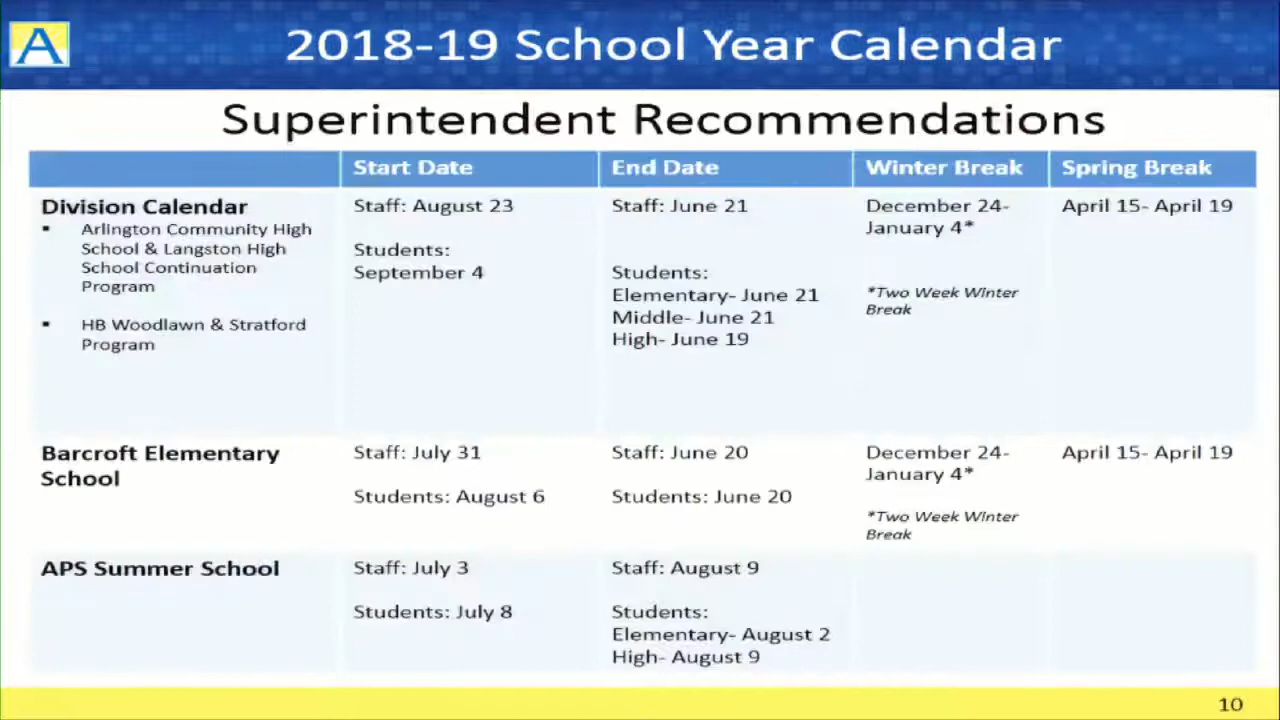 A
2018-19 School Year Calendar
Superintendent Recommendations
Start Date
End Date
Winter Break
Spring Break
Division Calendar
▪ Arlington Community High
School & Langston High
School Continuation
Program
▪ HB Woodlawn & Stratford
Program
Staff: August 23
Students:
September 4
Staff: June 21
Students:
Elementary- June 21
Middle- June 21
High- June 19
December 24-
January 4*
*Two Week Winter
Break
April 15- April 19
Barcroft Elementary
School
Staff: July 31
Students: August 6
Staff: June 20
Students: June 20
December 24-
January 4*
*Two Week Winter
Break
April 15- April 19
APS Summer School
Staff: July 3
Students: July 8
Staff: August 9
Students:
Elementary- August 2
High- August 9
10